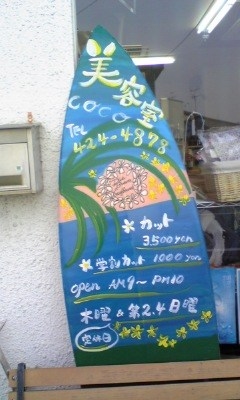 美容室
COCO
TEL
424-4878
カット
3,500yen
学割カット 1000yen
open AM9〜PM10
木曜&第2.4日曜
定休日